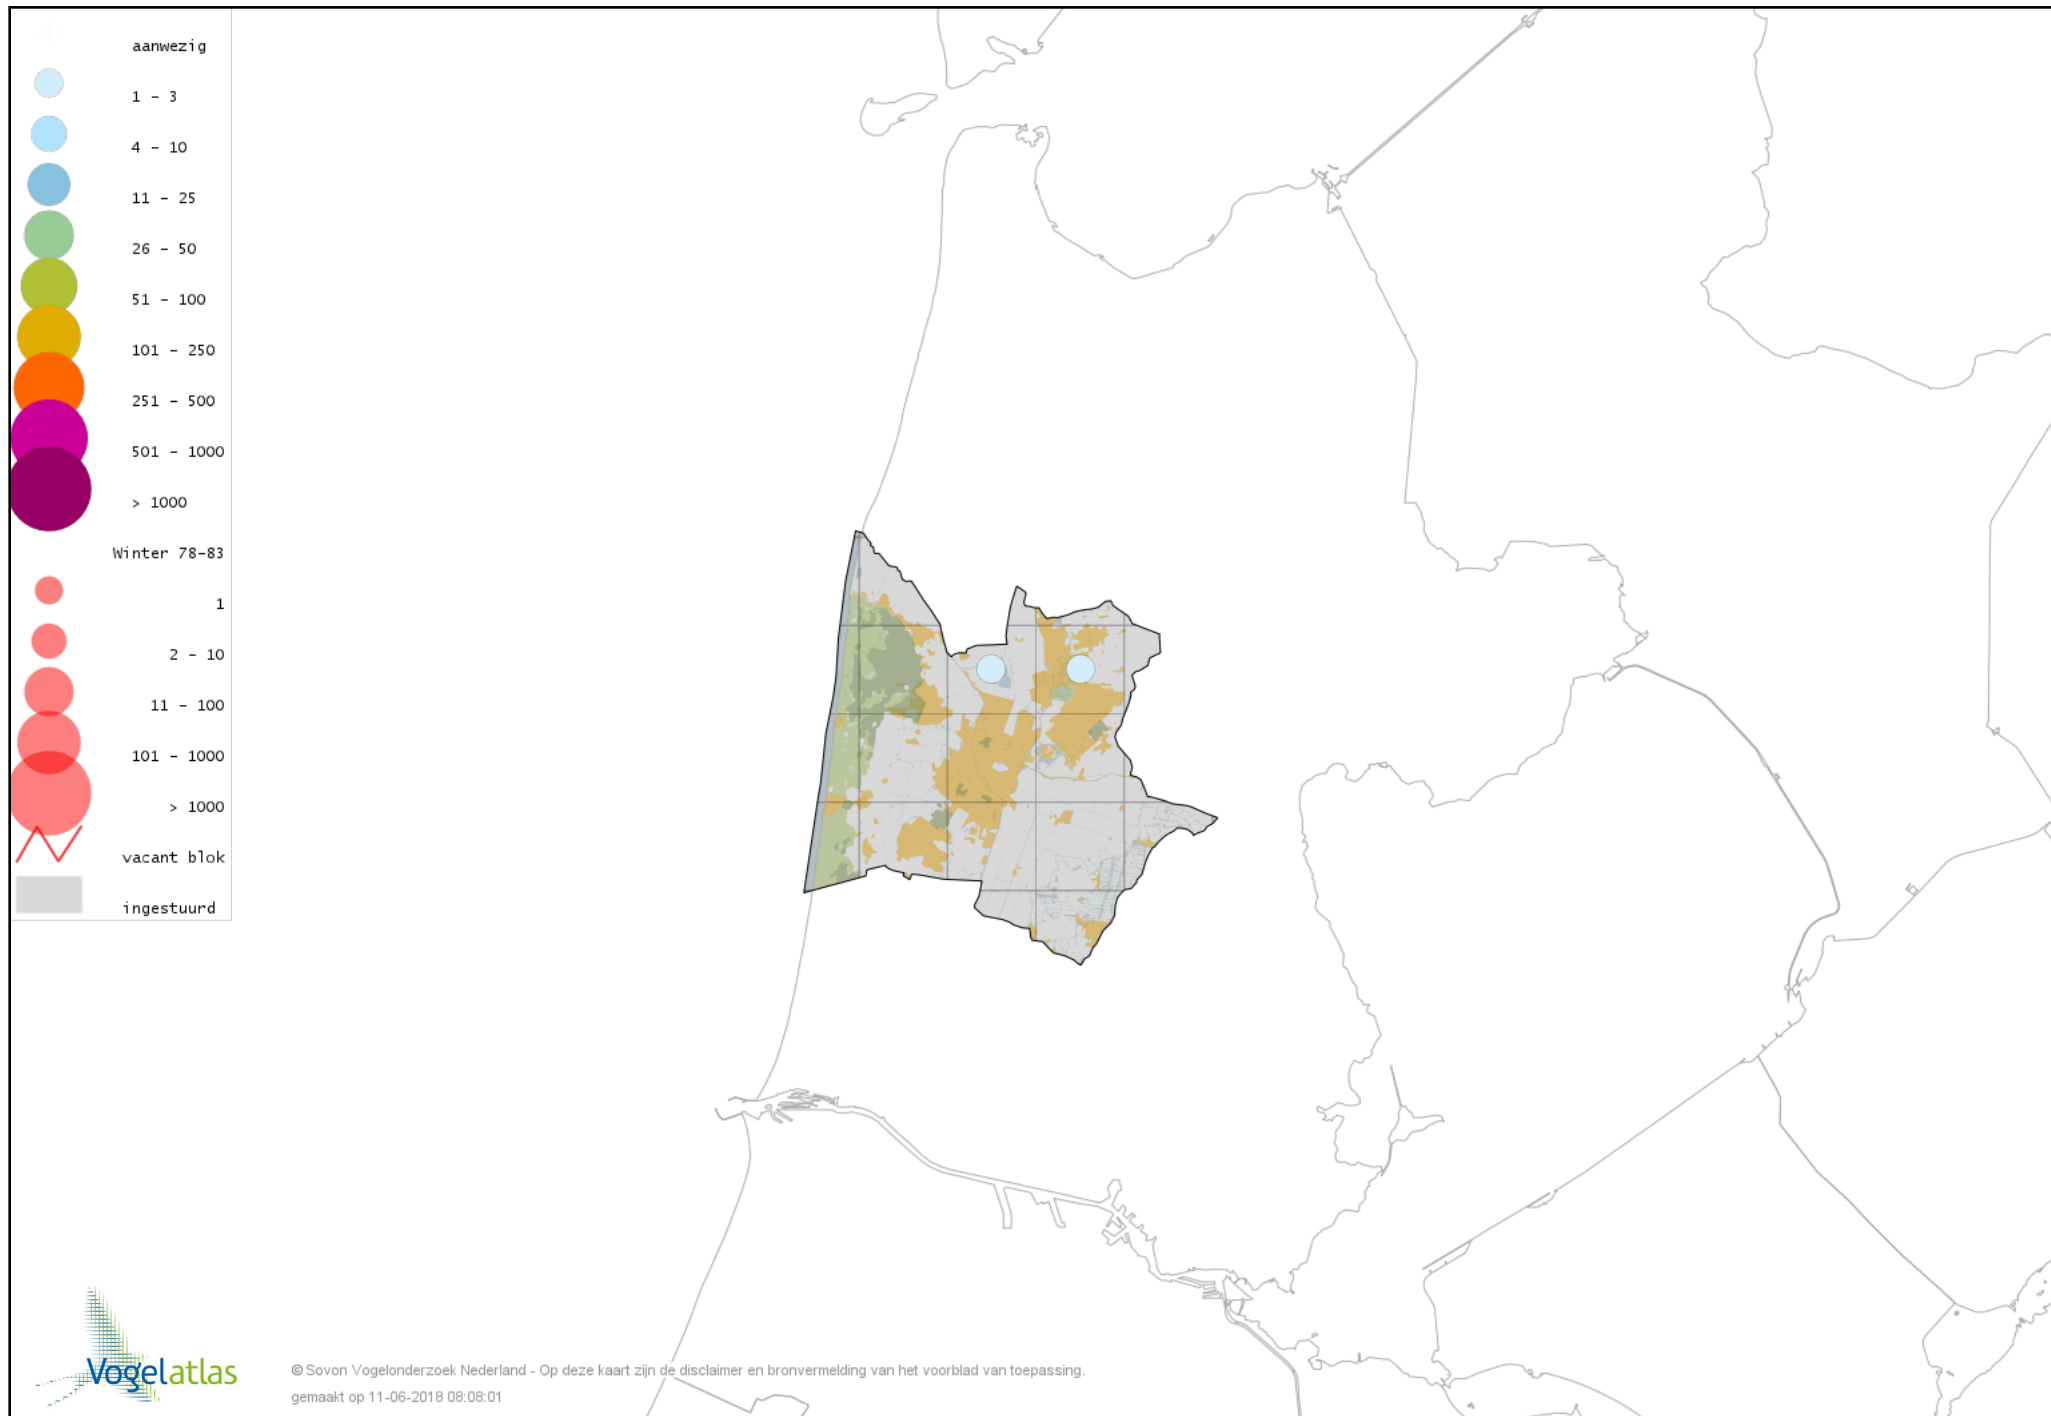 aanwezig
1 - 3
4 - 10
11 - 25
26 - 50
51 - 100
101 - 250
251 - 500
501 - 1000
> 1000
Winter 78-83
1
2 - 10
11 - 100
101 - 1000
> 1000
vacant blok
ingestuurd
Vogelatlas
© Sovon Vogelonderzoek Nederland - Op deze kaart zijn de disclaimer en bronvermelding van het voorblad van toepassing.
gemaakt op 11-06-2018 08:08:01